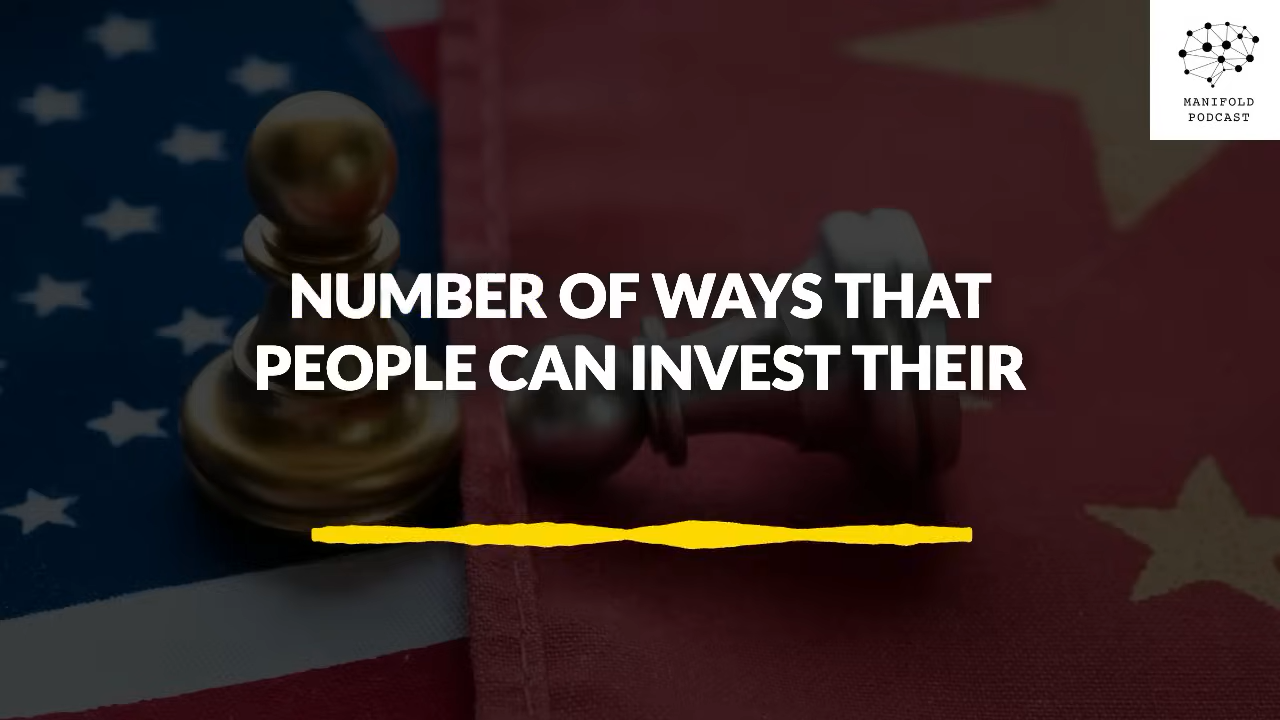 MANIFOLD
PODCAST
NUMBER OF WAYS THAT
PEOPLE CAN INVEST THEIR